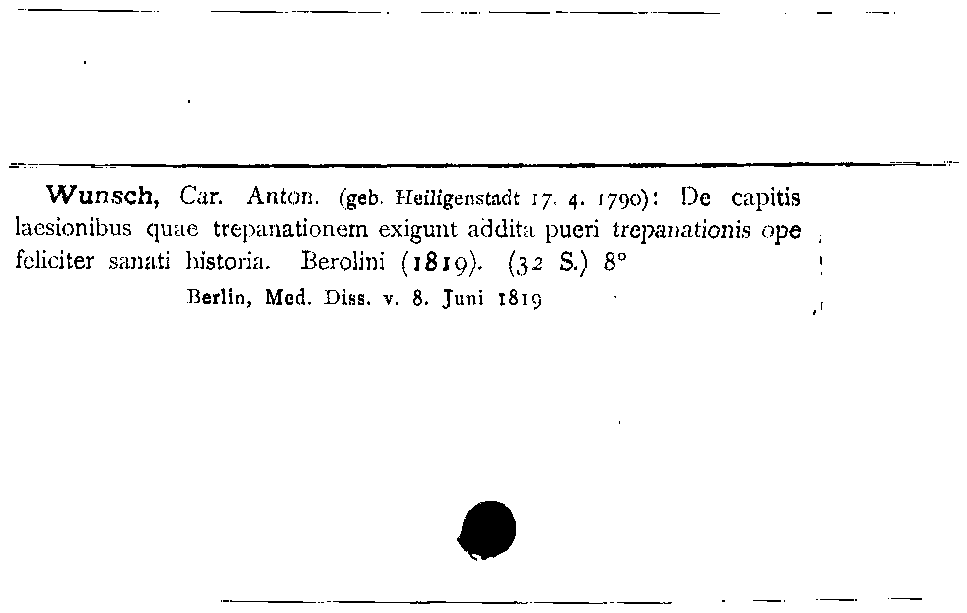 Wunsch, Car. Anton. (geb. Heiligenstadt 17. 4. 1790): De capitis
laesionibus quae trepanationem exigunt addita pueri trepanationis ope
feliciter sanati historia. Berolini (1819). (32 S.) 8°
Berlin, Med. Diss. v. 8. Juni 1819